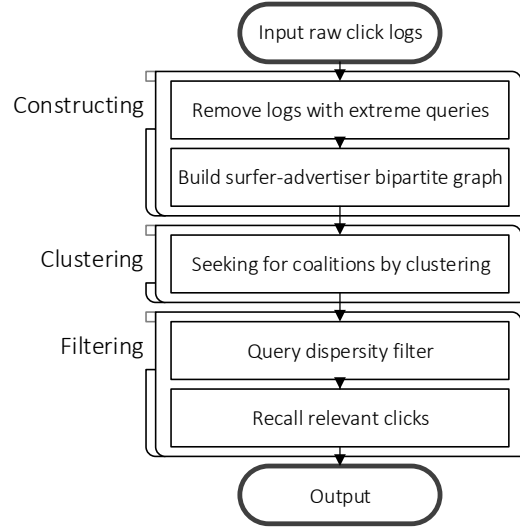 Input raw click logs
Constructing
Remove logs with extreme queries
Build surfer-advertiser bipartite graph
Clustering
Seeking for coalitions by clustering
Filtering
Query dispersity filter
Recall relevant clicks
Output